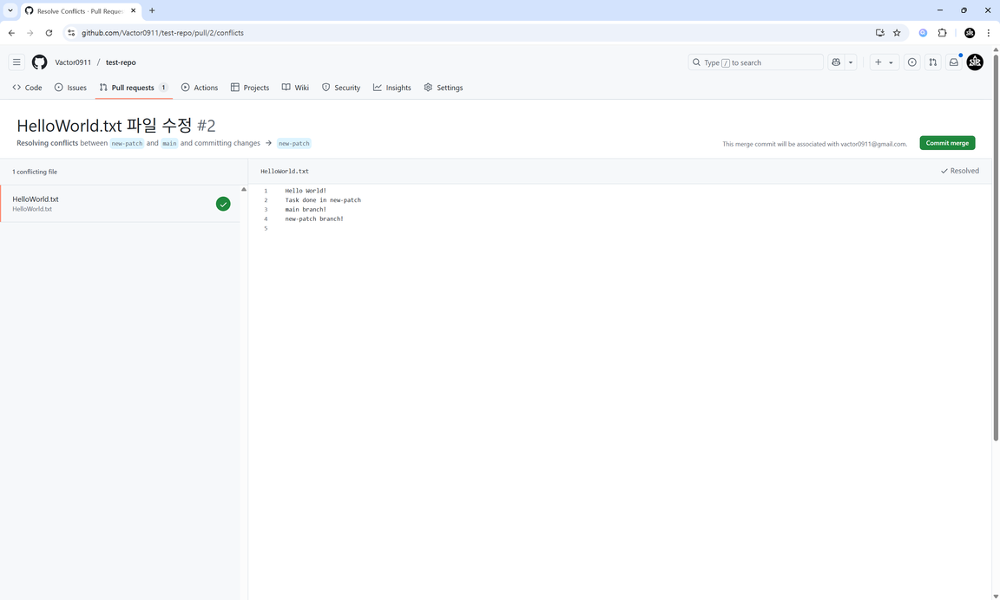 Resolve Conflicts · Pull Reque
github.com/Vactor0911/test-repo/pull/2/conflicts
Vactor0911 / test-repo
Type / to search
Code Issues Pull requests 1 Actions Projects Wiki Security Insights Settings
HelloWorld.txt 파일 수정 #2
Resolving conflicts between new-patch and main and committing changes → new-patch
This merge commit will be associated with vactor0911@gmail.com.
Commit merge
1 conflicting file
HelloWorld.txt
Resolved
HelloWorld.txt
HelloWorld.txt
1 Hello World!
2 Task done in new-patch
3 main branch!
4 new-patch branch!
5